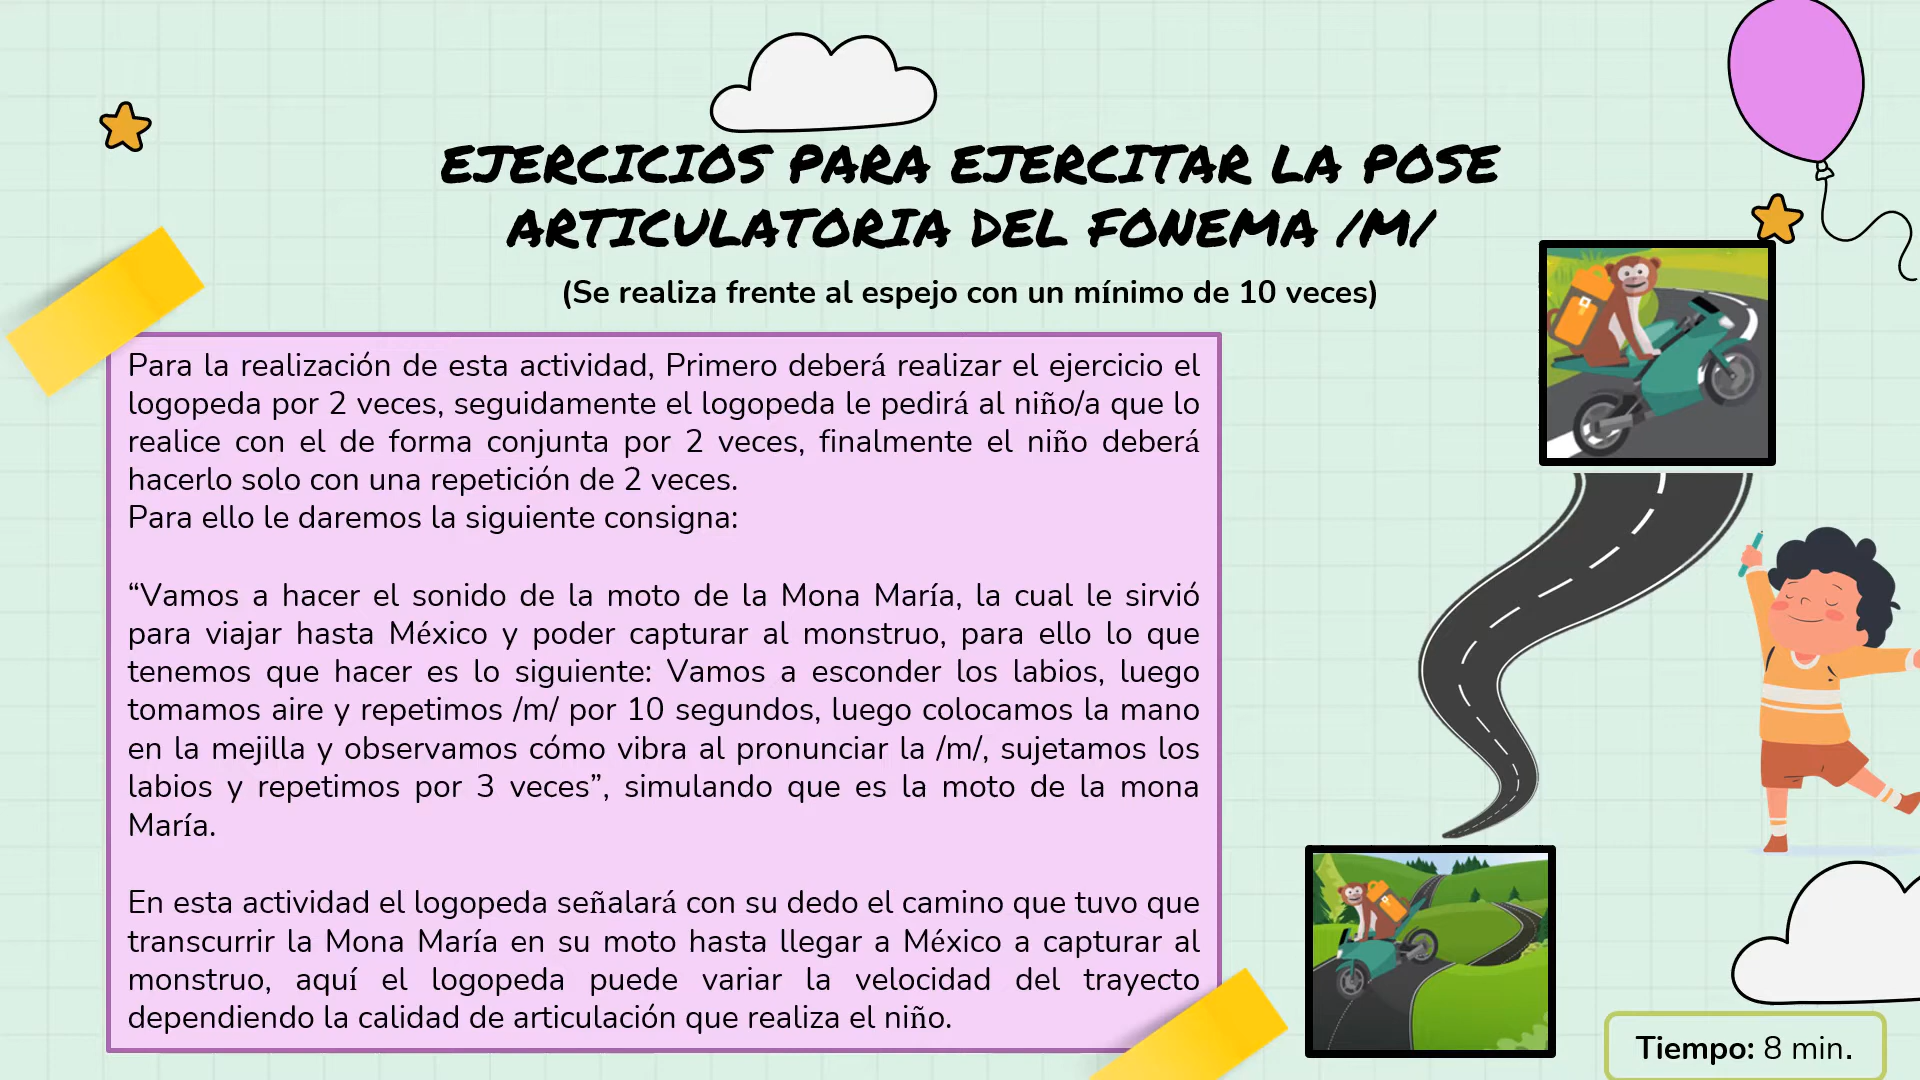 EJERCICIOS PARA EJERCITAR LA POSE
ARTICULATORIA DEL FONEMA /M/
(Se realiza frente al espejo con un mínimo de 10 veces)
Para la realización de esta actividad, Primero deberá realizar el ejercicio el
logopeda por 2 veces, seguidamente el logopeda le pedirá al niño/a que lo
realice con el de forma conjunta por 2 veces, finalmente el niño deberá
hacerlo solo con una repetición de 2 veces.
Para ello le daremos la siguiente consigna:
“Vamos a hacer el sonido de la moto de la Mona María, la cual le sirvió
para viajar hasta México y poder capturar al monstruo, para ello lo que
tenemos que hacer es lo siguiente: Vamos a esconder los labios, luego
tomamos aire y repetimos /m/ por 10 segundos, luego colocamos la mano
en la mejilla y observamos cómo vibra al pronunciar la /m/, sujetamos los
labios y repetimos por 3 veces”, simulando que es la moto de la mona
María.
En esta actividad el logopeda señalará con su dedo el camino que tuvo que
transcurrir la Mona María en su moto hasta llegar a México a capturar al
monstruo, aquí el logopeda puede variar la velocidad del trayecto
dependiendo la calidad de articulación que realiza el niño.
Tiempo: 8 min.